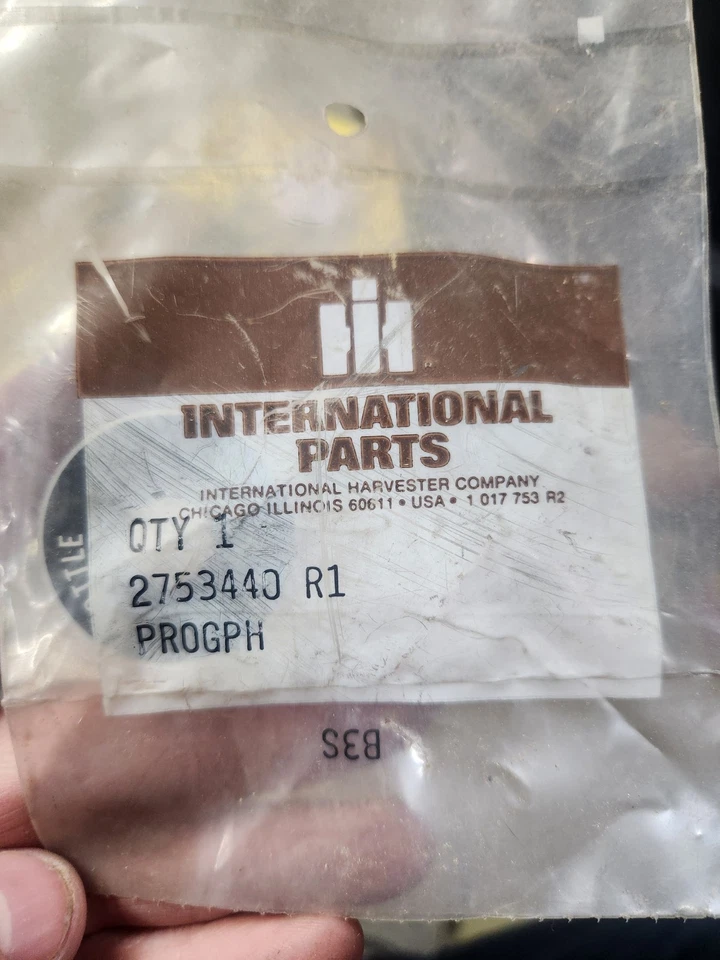 INTERNATIONAL
PARTS
INTERNATIONAL HARVESTER COMPANY
CHICAGO ILLINOIS 60611 • USA • 1 017 753 R2
QTY 1
2753440 R1
PROGPH
B3S